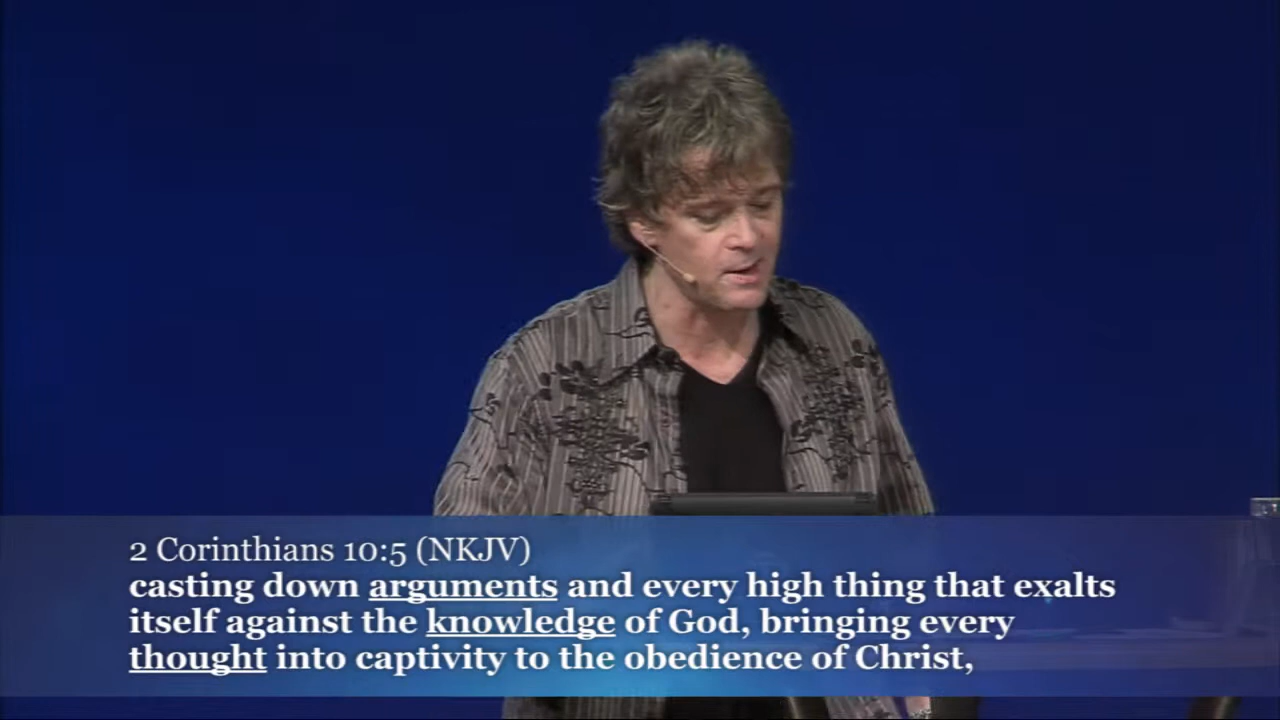 2 Corinthians 10:5 (NKJV)
casting down arguments and every high thing that exalts
itself against the knowledge of God, bringing every
thought into captivity to the obedience of Christ,